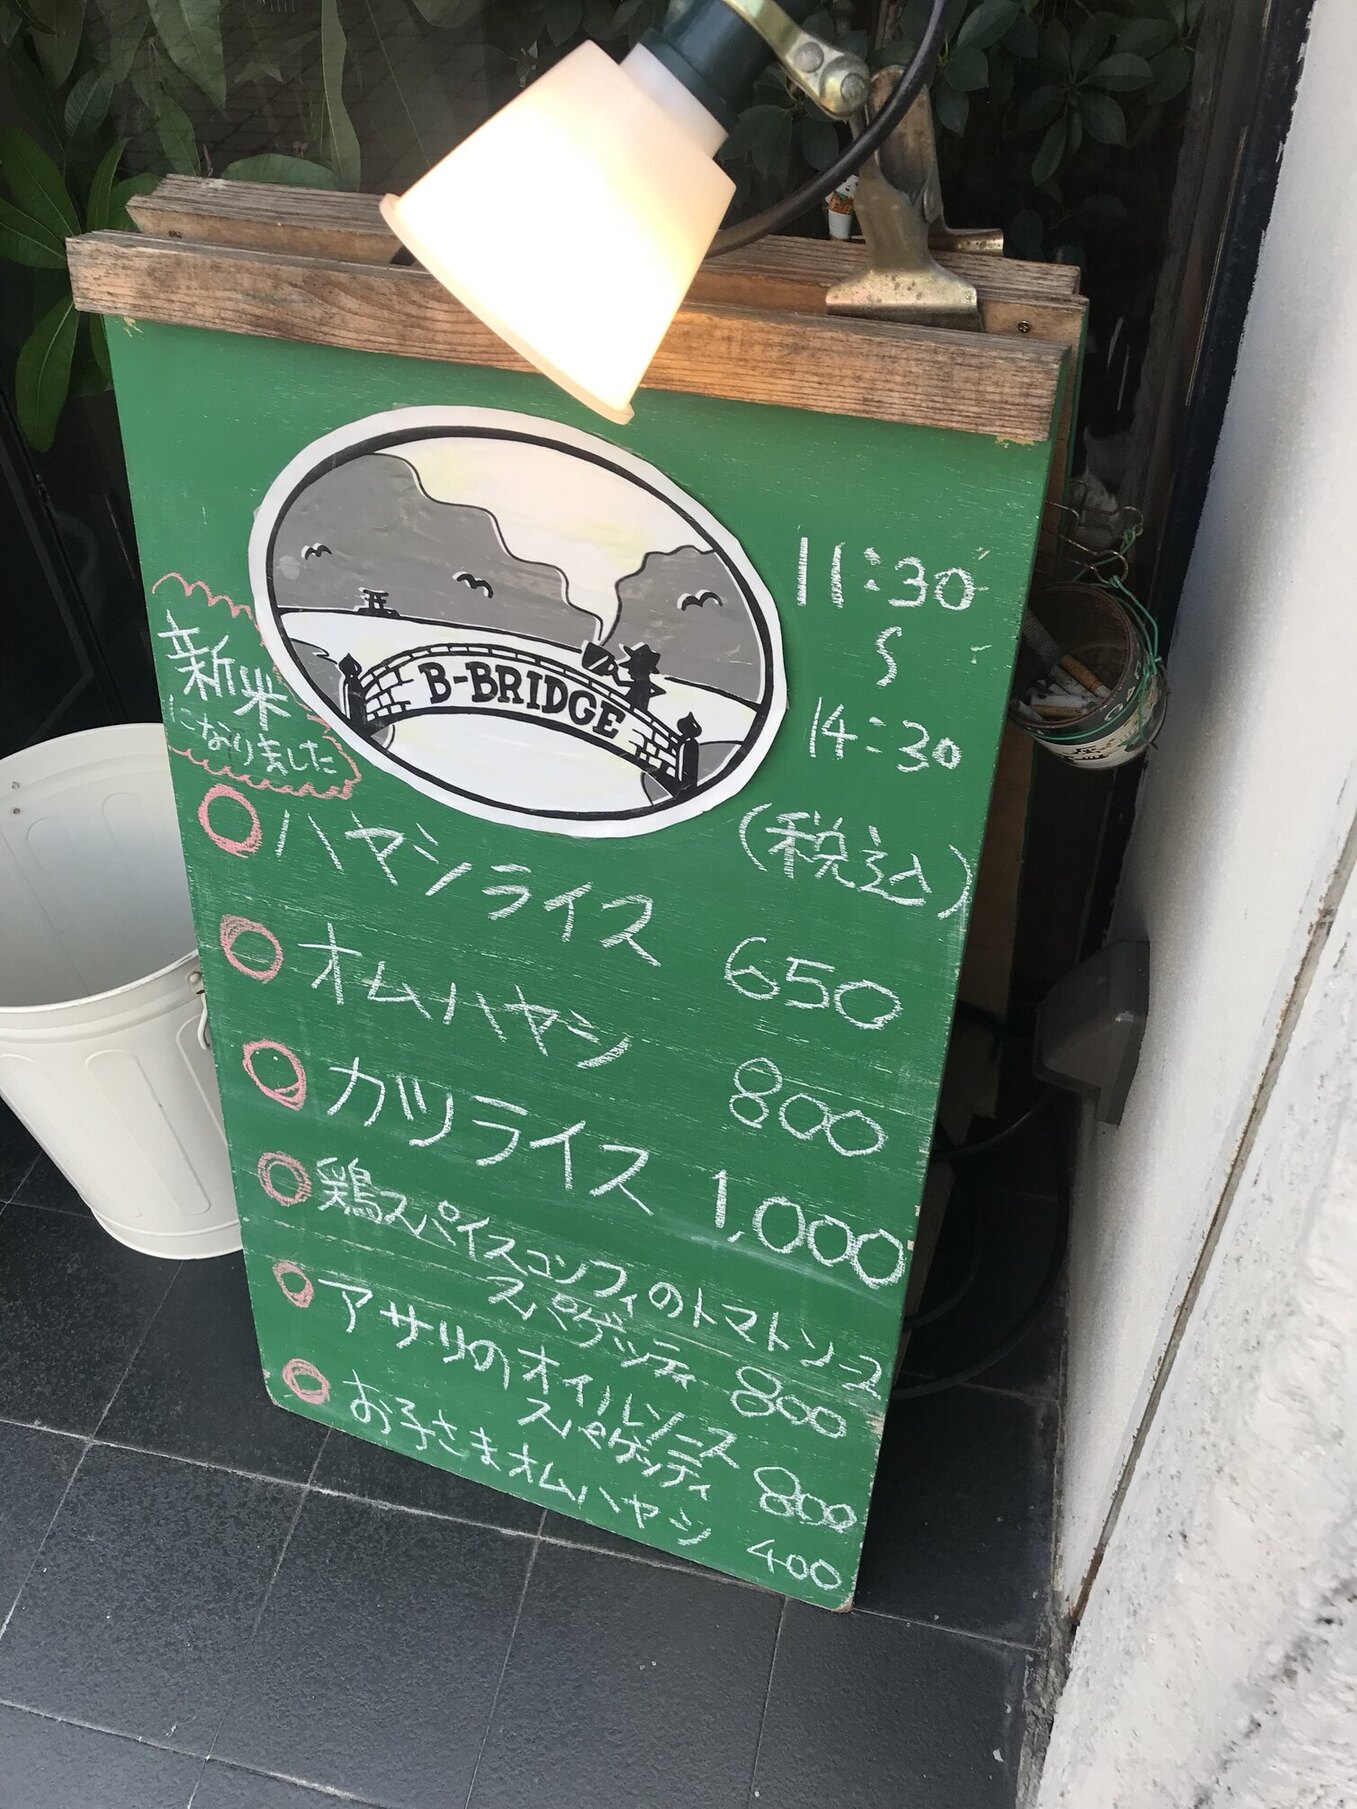 B-BRIDGE
11:30
〜
14:30
新米
になりました
(税込)
ハヤシライス 650
オムハヤシ 800
カツライス 1,000
鶏スパイスコンフィのトマトソース
スパゲッティ 800
アサリのオイルソース
スパゲッティ 800
お子さまオムハヤシ 400